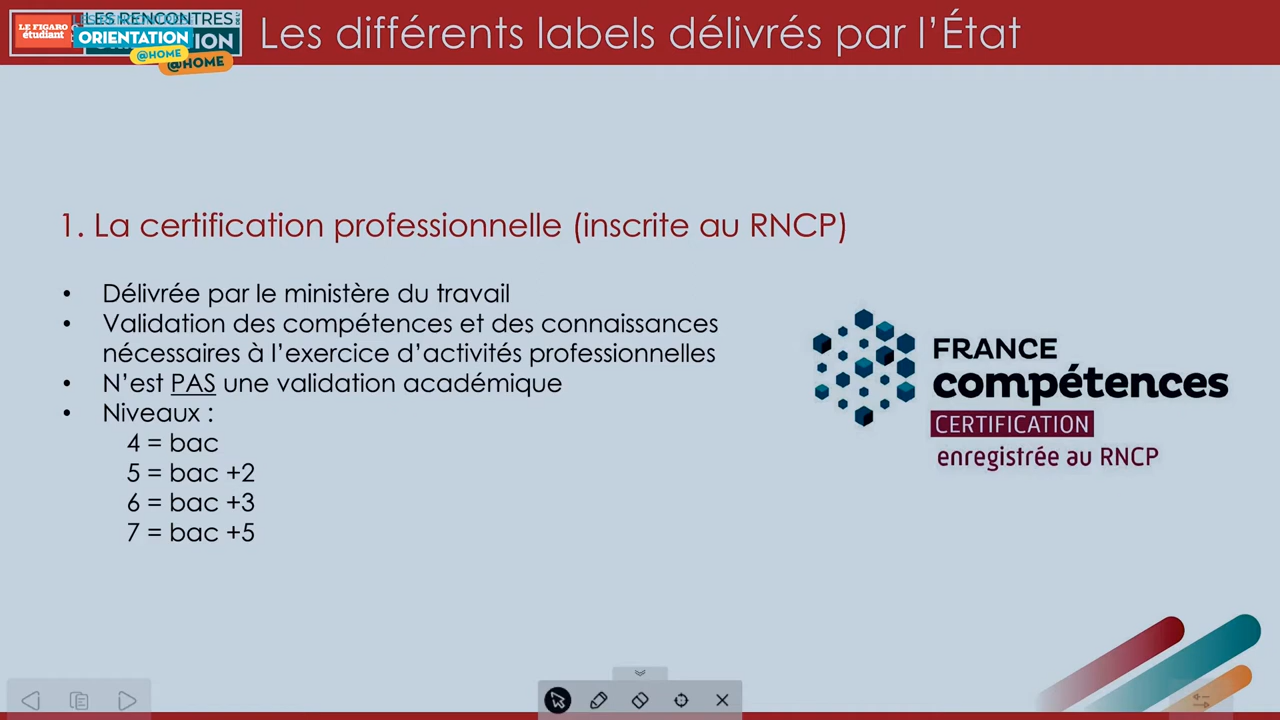 LE FIGARO
étudiant
LES RENCONTRES
ORIENTATION
@HOME
@HOME
Les différents labels délivrés par l’État
1. La certification professionnelle (inscrite au RNCP)
• Délivrée par le ministère du travail
• Validation des compétences et des connaissances
nécessaires à l’exercice d’activités professionnelles
• N’est PAS une validation académique
• Niveaux :
4 = bac
5 = bac +2
6 = bac +3
7 = bac +5
FRANCE
compétences
CERTIFICATION
enregistrée au RNCP